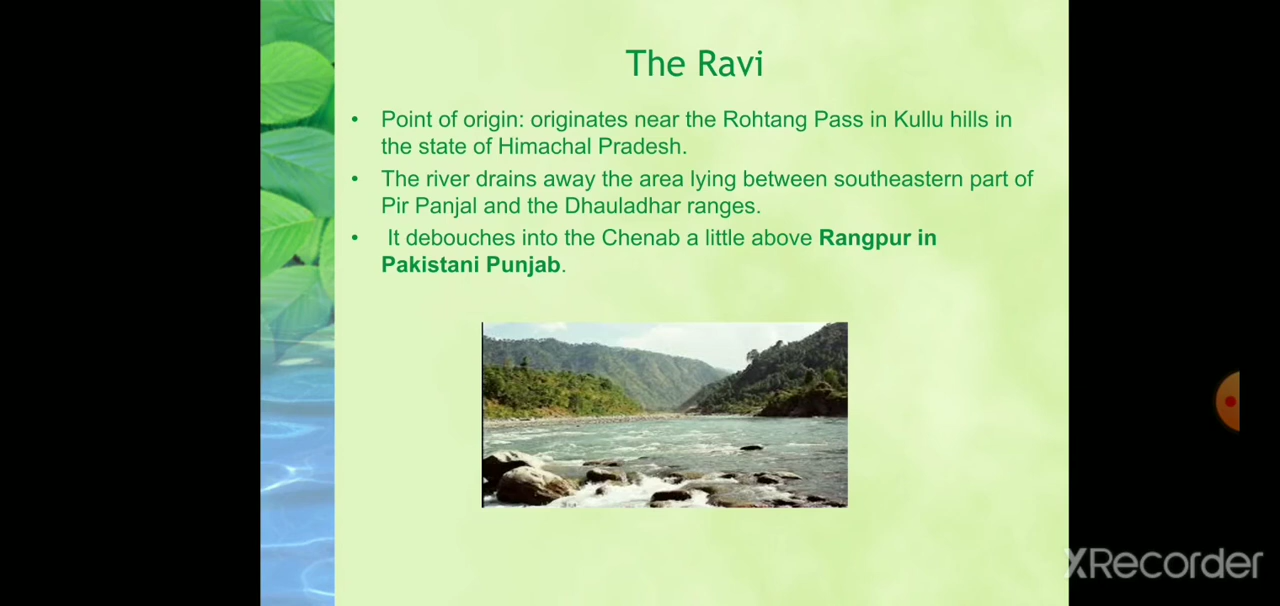 The Ravi
• Point of origin: originates near the Rohtang Pass in Kullu hills in
the state of Himachal Pradesh.
• The river drains away the area lying between southeastern part of
Pir Panjal and the Dhauladhar ranges.
• It debouches into the Chenab a little above Rangpur in
Pakistani Punjab.
XRecorder